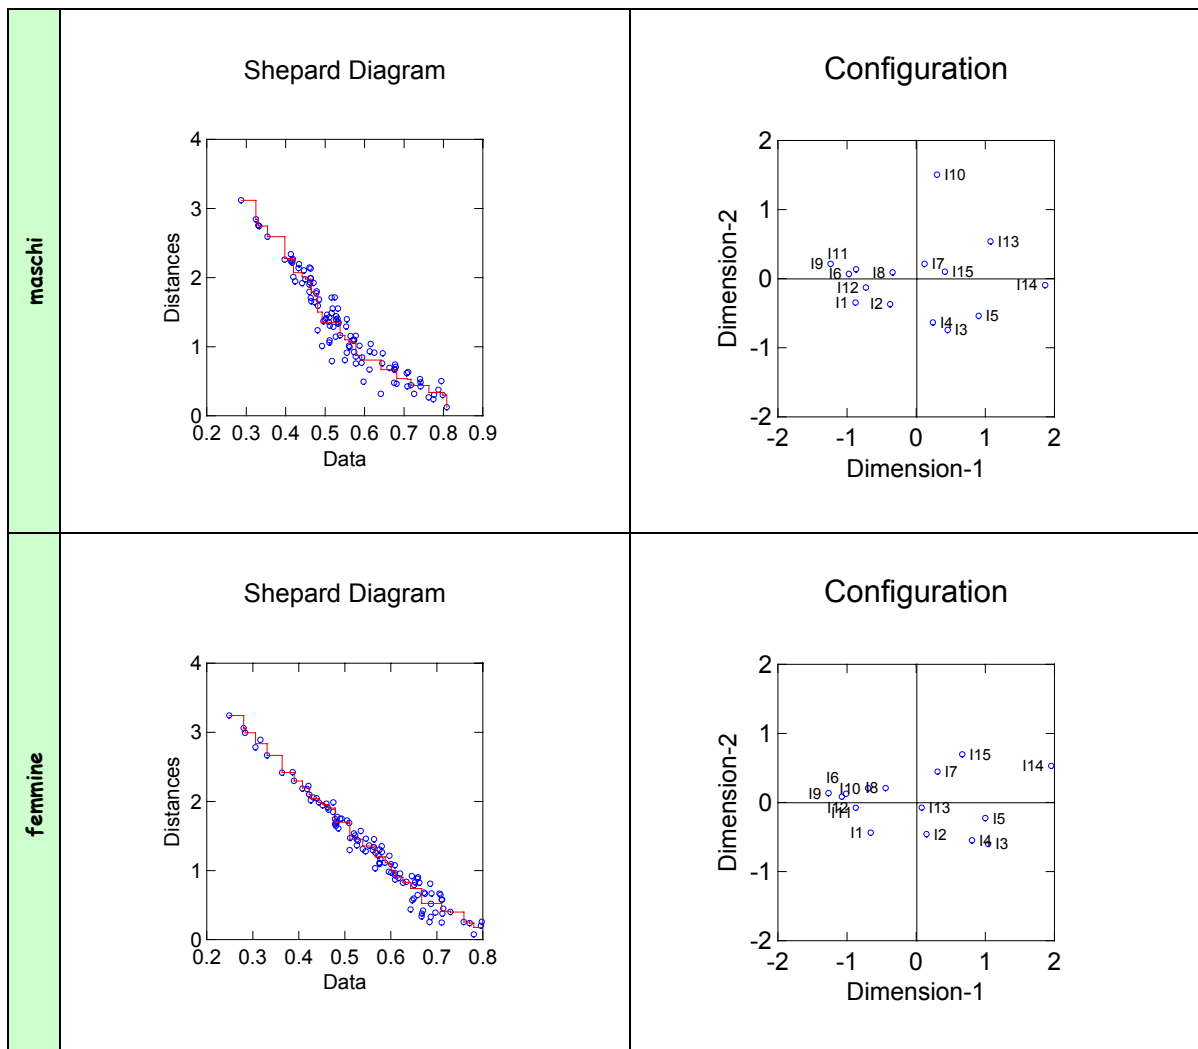 maschi
Shepard Diagram
4
3
2
1
0
0.2 0.3 0.4 0.5 0.6 0.7 0.8 0.9
Distances
Data
Configuration
2
1
0
-1
-2
-2 -1 0 1 2
Dimension-2
Dimension-1
I10
I13
I11
I9
I6
I8
I7
I15
I14
I12
I1
I2
I4
I3
I5
femmine
Shepard Diagram
4
3
2
1
0
0.2 0.3 0.4 0.5 0.6 0.7 0.8
Distances
Data
Configuration
2
1
0
-1
-2
-2 -1 0 1 2
Dimension-2
Dimension-1
I15
I14
I7
I6
I9
I10
I8
I12
I11
I13
I1
I2
I5
I4
I3